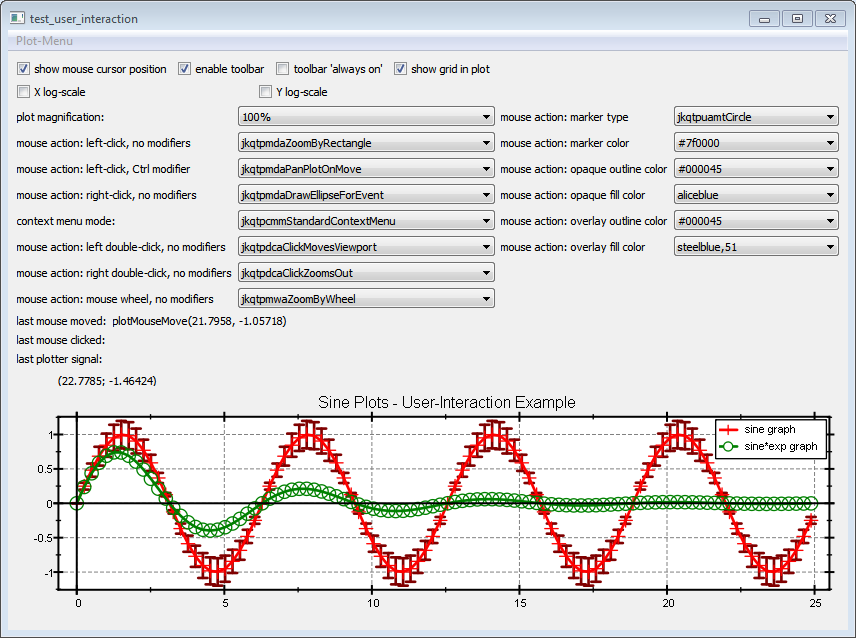 test_user_interaction
Plot-Menu
show mouse cursor position enable toolbar toolbar 'always on' show grid in plot
X log-scale Y log-scale
plot magnification: 100% mouse action: marker type jkqtpuamtCircle
mouse action: left-click, no modifiers jkqtpmdaZoomByRectangle mouse action: marker color #7f0000
mouse action: left-click, Ctrl modifier jkqtpmdaPanPlotOnMove mouse action: opaque outline color #000045
mouse action: right-click, no modifiers jkqtpmdaDrawEllipseForEvent mouse action: opaque fill color aliceblue
context menu mode: jkqtpcmmStandardContextMenu mouse action: overlay outline color #000045
mouse action: left double-click, no modifiers jkqtpdcaClickMovesViewport mouse action: overlay fill color steelblue,51
mouse action: right double-click, no modifiers jkqtpdcaClickZoomsOut
mouse action: mouse wheel, no modifiers jkqtpmwaZoomByWheel
last mouse moved: plotMouseMove(21.7958, -1.05718)
last mouse clicked:
last plotter signal:
(22.7785; -1.46424)
Sine Plots - User-Interaction Example
sine graph
sine*exp graph
1
0.5
0
-0.5
-1
0 5 10 15 20 25